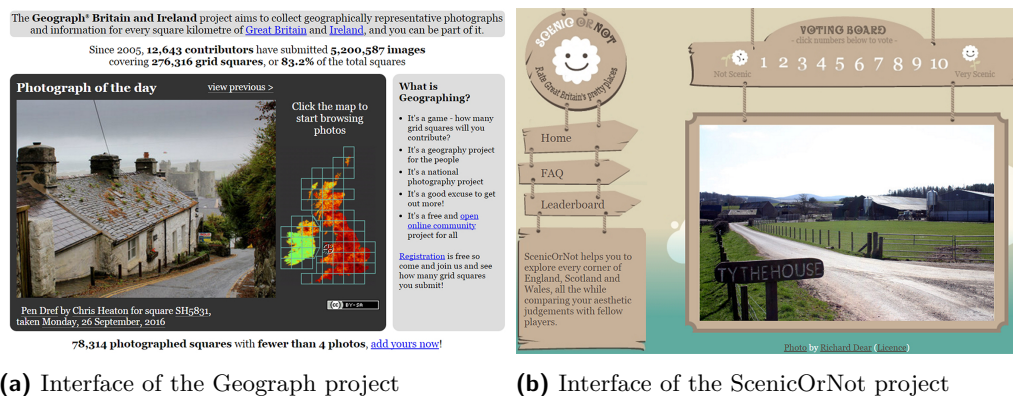 The Geograph® Britain and Ireland project aims to collect geographically representative photographs
and information for every square kilometre of Great Britain and Ireland, and you can be part of it.
Since 2005, 12,643 contributors have submitted 5,200,587 images
covering 276,316 grid squares, or 83.2% of the total squares
Photograph of the day
view previous >
Click the map to
start browsing
photos
Pen Dref by Chris Heaton for square SH5831,
taken Monday, 26 September, 2016
BY-SA
What is
Geographing?
• It's a game - how many
grid squares will you
contribute?
• It's a geography project
for the people
• It's a national
photography project
• It's a good excuse to get
out more!
• It's a free and open
online community
project for all
Registration is free so
come and join us and see
how many grid squares
you submit!
78,314 photographed squares with fewer than 4 photos, add yours now!
(a) Interface of the Geograph project
SCENIC OR NOT
Rate Great Britain's pretty places
Home
FAQ
Leaderboard
ScenicOrNot helps you to
explore every corner of
England, Scotland and
Wales, all the while
comparing your aesthetic
judgements with fellow
players.
VOTING BOARD
- click numbers below to vote -
Not Scenic
1 2 3 4 5 6 7 8 9 10
Very Scenic
TYTHEHOUSE
Photo by Richard Dear (Licence)
(b) Interface of the ScenicOrNot project